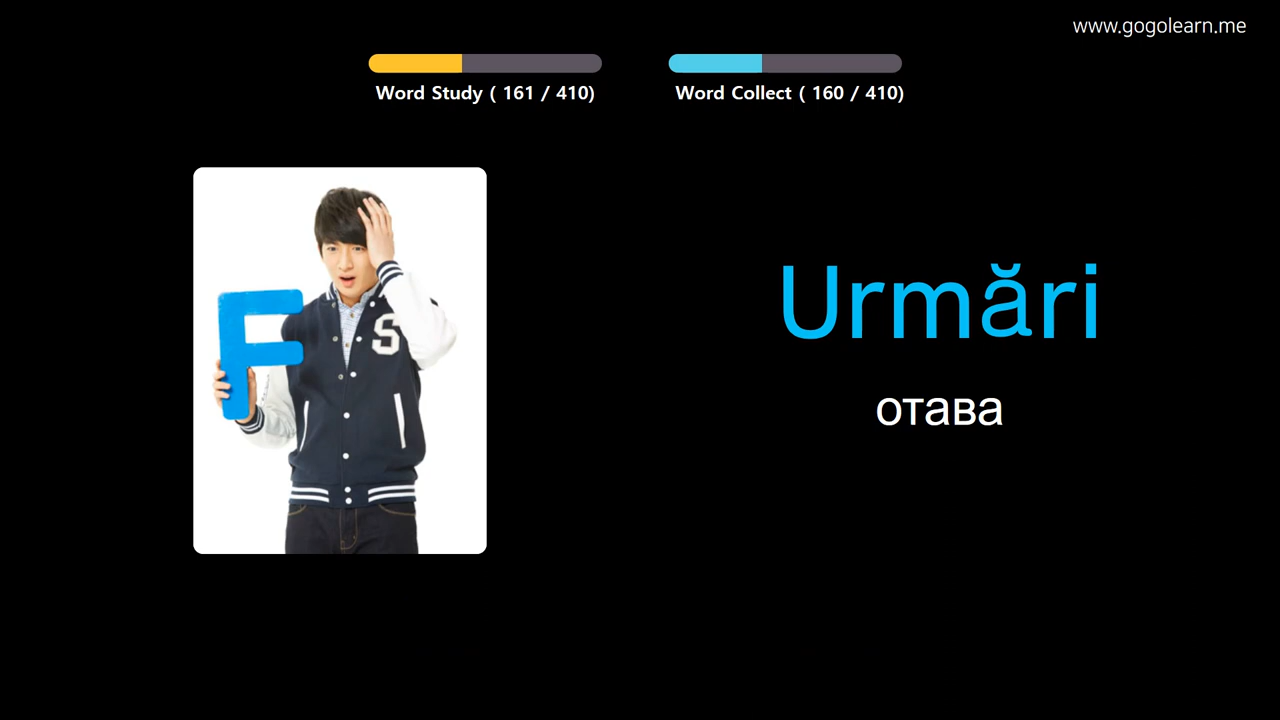 www.gogolearn.me
Word Study ( 161 / 410)
Word Collect ( 160 / 410)
S
F
Urmări
отава